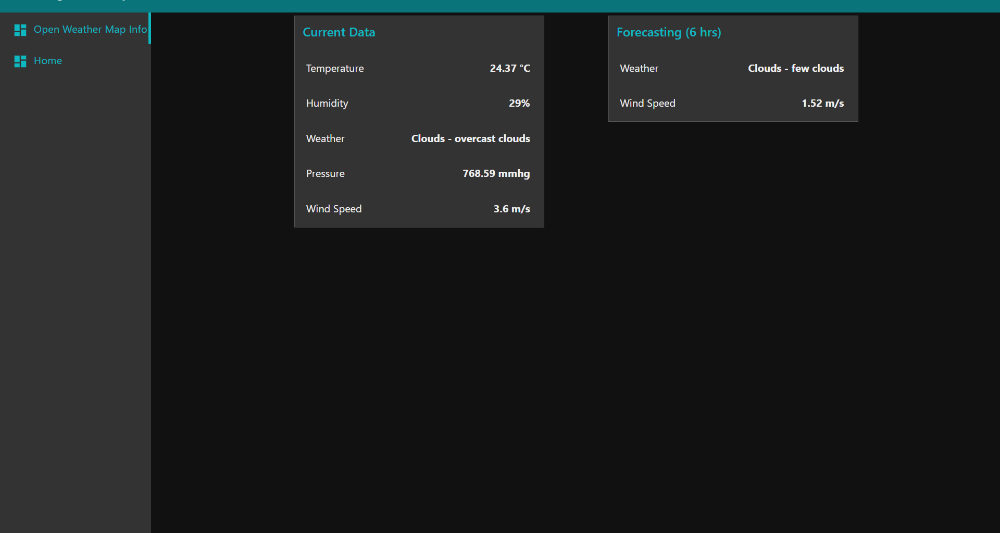 Open Weather Map Info
Home
Current Data
Temperature 24.37 °C
Humidity 29%
Weather Clouds - overcast clouds
Pressure 768.59 mmhg
Wind Speed 3.6 m/s
Forecasting (6 hrs)
Weather Clouds - few clouds
Wind Speed 1.52 m/s